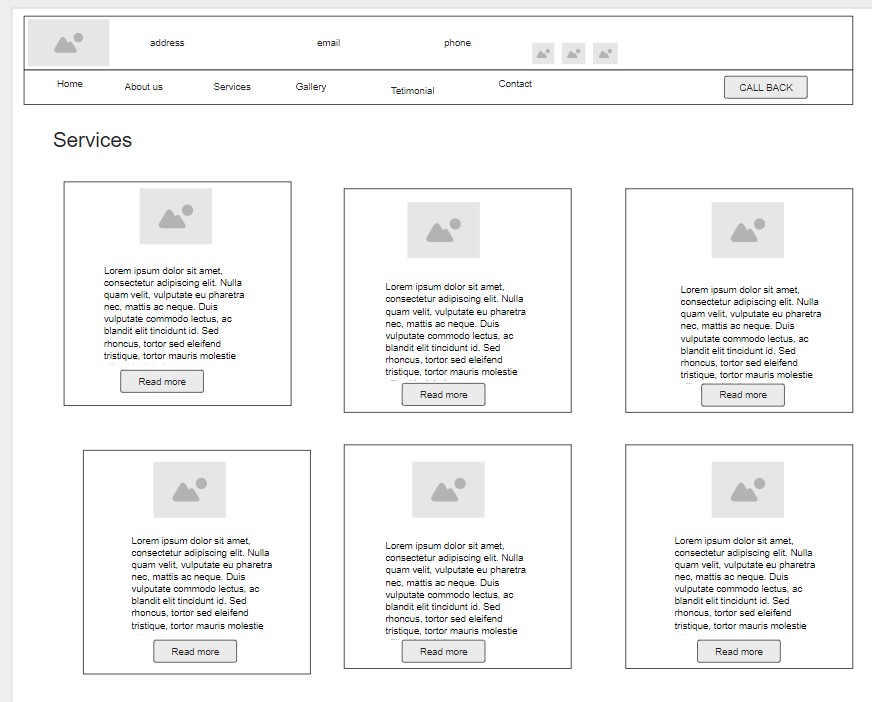 address email phone
Home About us Services Gallery Tetimonial Contact CALL BACK
Services
Lorem ipsum dolor sit amet,
consectetur adipiscing elit. Nulla
quam velit, vulputate eu pharetra
nec, mattis ac neque. Duis
vulputate commodo lectus, ac
blandit elit tincidunt id. Sed
rhoncus, tortor sed eleifend
tristique, tortor mauris molestie
Read more
Lorem ipsum dolor sit amet,
consectetur adipiscing elit. Nulla
quam velit, vulputate eu pharetra
nec, mattis ac neque. Duis
vulputate commodo lectus, ac
blandit elit tincidunt id. Sed
rhoncus, tortor sed eleifend
tristique, tortor mauris molestie
Read more
Lorem ipsum dolor sit amet,
consectetur adipiscing elit. Nulla
quam velit, vulputate eu pharetra
nec, mattis ac neque. Duis
vulputate commodo lectus, ac
blandit elit tincidunt id. Sed
rhoncus, tortor sed eleifend
tristique, tortor mauris molestie
Read more
Lorem ipsum dolor sit amet,
consectetur adipiscing elit. Nulla
quam velit, vulputate eu pharetra
nec, mattis ac neque. Duis
vulputate commodo lectus, ac
blandit elit tincidunt id. Sed
rhoncus, tortor sed eleifend
tristique, tortor mauris molestie
Read more
Lorem ipsum dolor sit amet,
consectetur adipiscing elit. Nulla
quam velit, vulputate eu pharetra
nec, mattis ac neque. Duis
vulputate commodo lectus, ac
blandit elit tincidunt id. Sed
rhoncus, tortor sed eleifend
tristique, tortor mauris molestie
Read more
Lorem ipsum dolor sit amet,
consectetur adipiscing elit. Nulla
quam velit, vulputate eu pharetra
nec, mattis ac neque. Duis
vulputate commodo lectus, ac
blandit elit tincidunt id. Sed
rhoncus, tortor sed eleifend
tristique, tortor mauris molestie
Read more